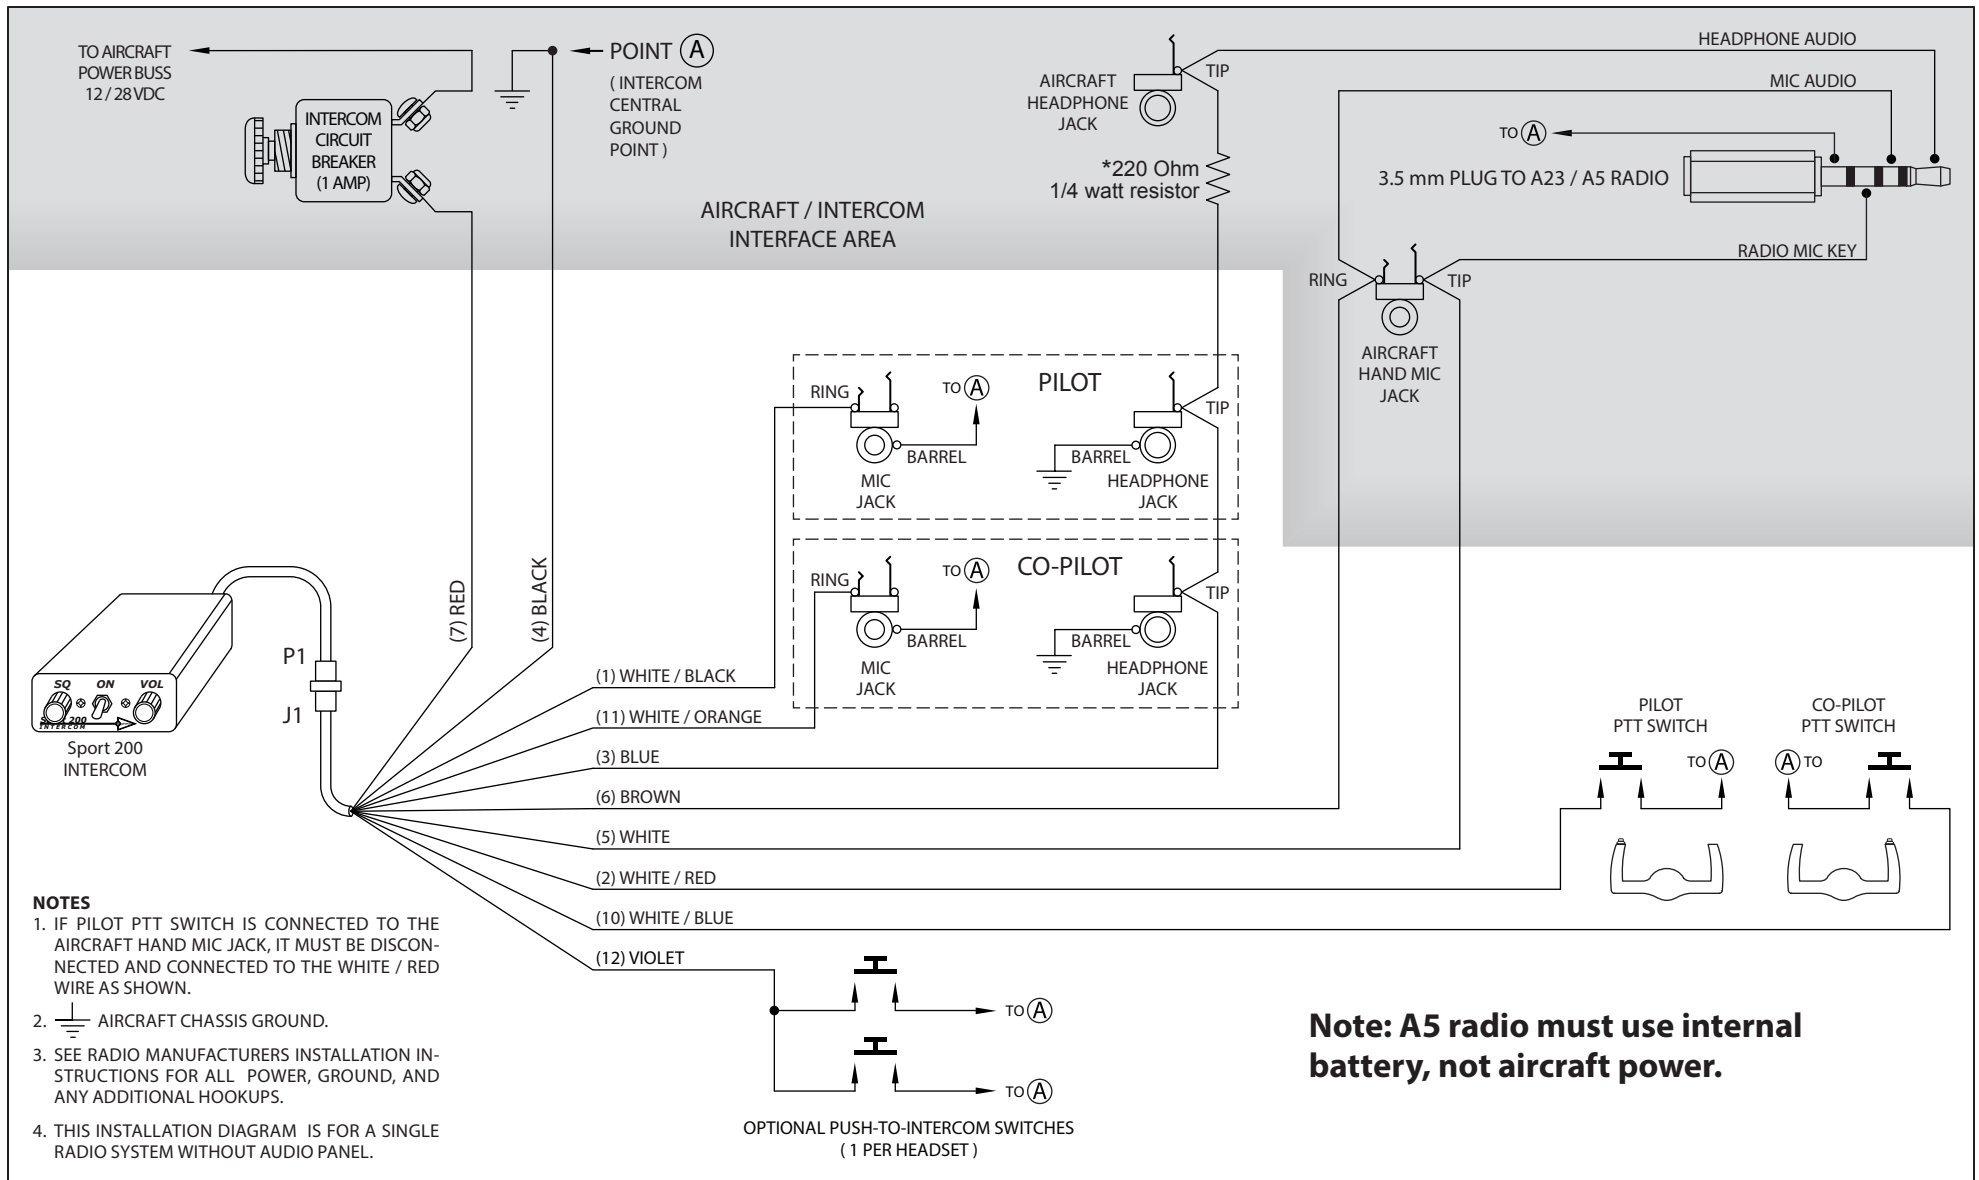 TO AIRCRAFT
POWER BUSS
12 / 28 VDC
INTERCOM
CIRCUIT
BREAKER
(1 AMP)
POINT A
( INTERCOM
CENTRAL
GROUND
POINT )
AIRCRAFT / INTERCOM
INTERFACE AREA
AIRCRAFT
HEADPHONE
JACK
TIP
*220 Ohm
1/4 watt resistor
HEADPHONE AUDIO
MIC AUDIO
TO A
3.5 mm PLUG TO A23 / A5 RADIO
RADIO MIC KEY
RING
TIP
AIRCRAFT
HAND MIC
JACK
PILOT
RING
TO A
BARREL
MIC
JACK
TIP
BARREL
HEADPHONE
JACK
CO-PILOT
RING
TO A
BARREL
MIC
JACK
TIP
BARREL
HEADPHONE
JACK
(7) RED
(4) BLACK
P1
J1
SQ
ON
VOL
200
INTERCOM
Sport 200
INTERCOM
(1) WHITE / BLACK
(11) WHITE / ORANGE
(3) BLUE
(6) BROWN
(5) WHITE
(2) WHITE / RED
(10) WHITE / BLUE
(12) VIOLET
PILOT
PTT SWITCH
TO A
CO-PILOT
PTT SWITCH
A TO
TO A
TO A
OPTIONAL PUSH-TO-INTERCOM SWITCHES
( 1 PER HEADSET )
NOTES
1. IF PILOT PTT SWITCH IS CONNECTED TO THE
AIRCRAFT HAND MIC JACK, IT MUST BE DISCON-
NECTED AND CONNECTED TO THE WHITE / RED
WIRE AS SHOWN.
2. AIRCRAFT CHASSIS GROUND.
3. SEE RADIO MANUFACTURERS INSTALLATION IN-
STRUCTIONS FOR ALL POWER, GROUND, AND
ANY ADDITIONAL HOOKUPS.
4. THIS INSTALLATION DIAGRAM IS FOR A SINGLE
RADIO SYSTEM WITHOUT AUDIO PANEL.
Note: A5 radio must use internal
battery, not aircraft power.